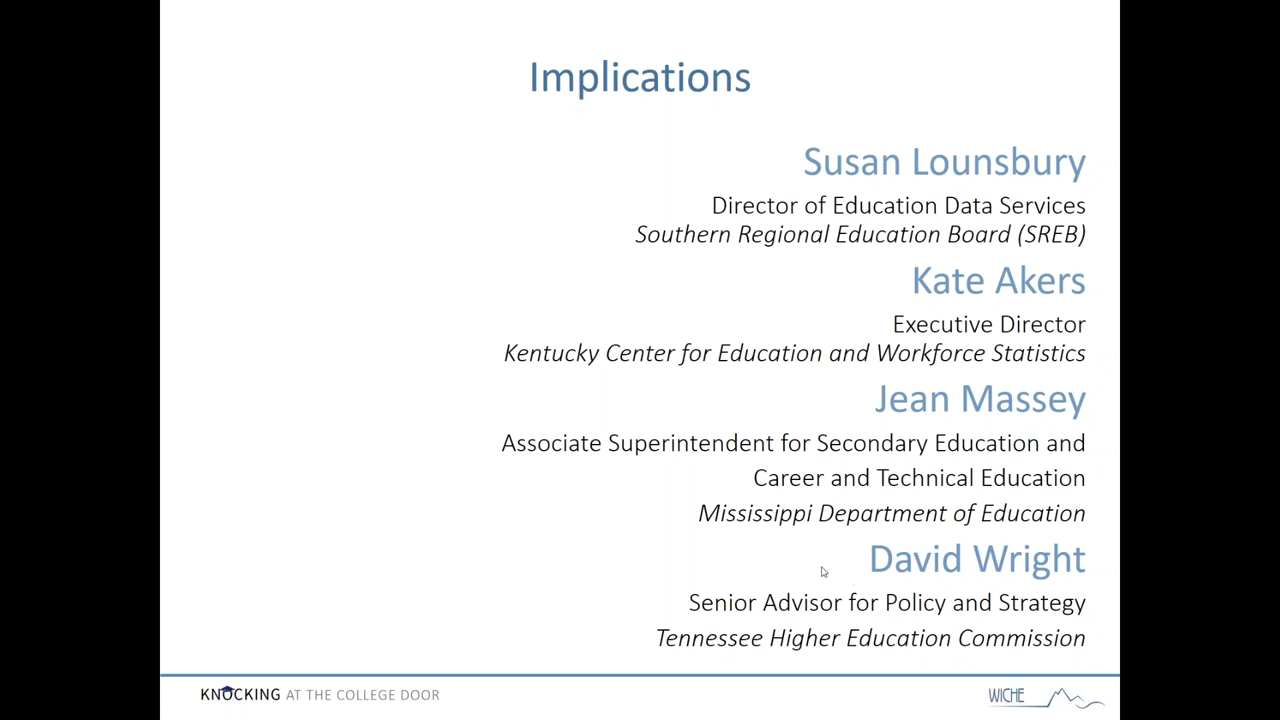 Implications
Susan Lounsbury
Director of Education Data Services
Southern Regional Education Board (SREB)
Kate Akers
Executive Director
Kentucky Center for Education and Workforce Statistics
Jean Massey
Associate Superintendent for Secondary Education and
Career and Technical Education
Mississippi Department of Education
David Wright
Senior Advisor for Policy and Strategy
Tennessee Higher Education Commission
KNOCKING AT THE COLLEGE DOOR
WICHE